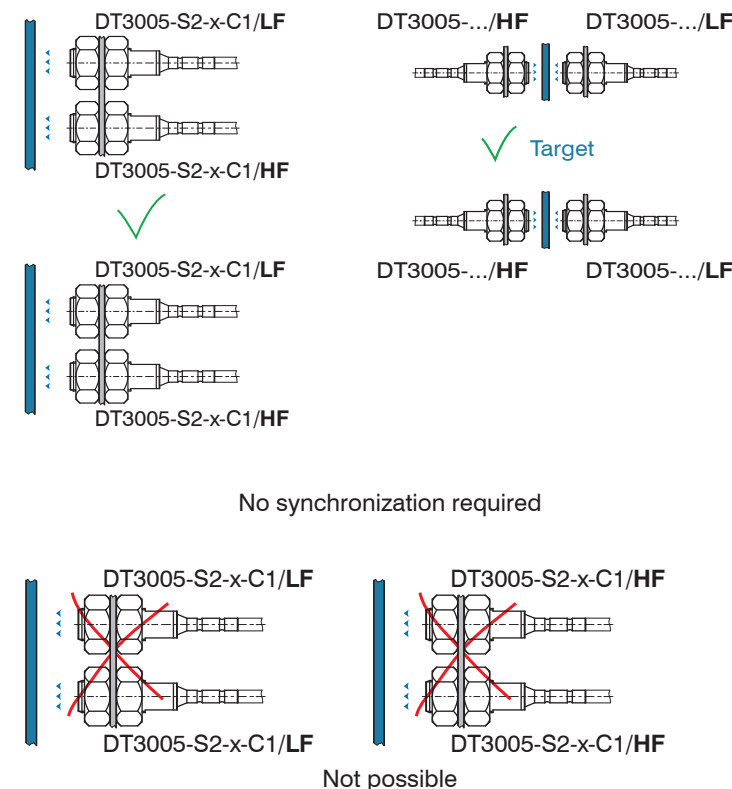 DT3005-S2-x-C1/LF
DT3005-S2-x-C1/HF
DT3005-S2-x-C1/LF
DT3005-S2-x-C1/HF
DT3005-.../HF DT3005-.../LF
Target
DT3005-.../HF DT3005-.../LF
No synchronization required
DT3005-S2-x-C1/LF
DT3005-S2-x-C1/LF
DT3005-S2-x-C1/HF
DT3005-S2-x-C1/HF
Not possible